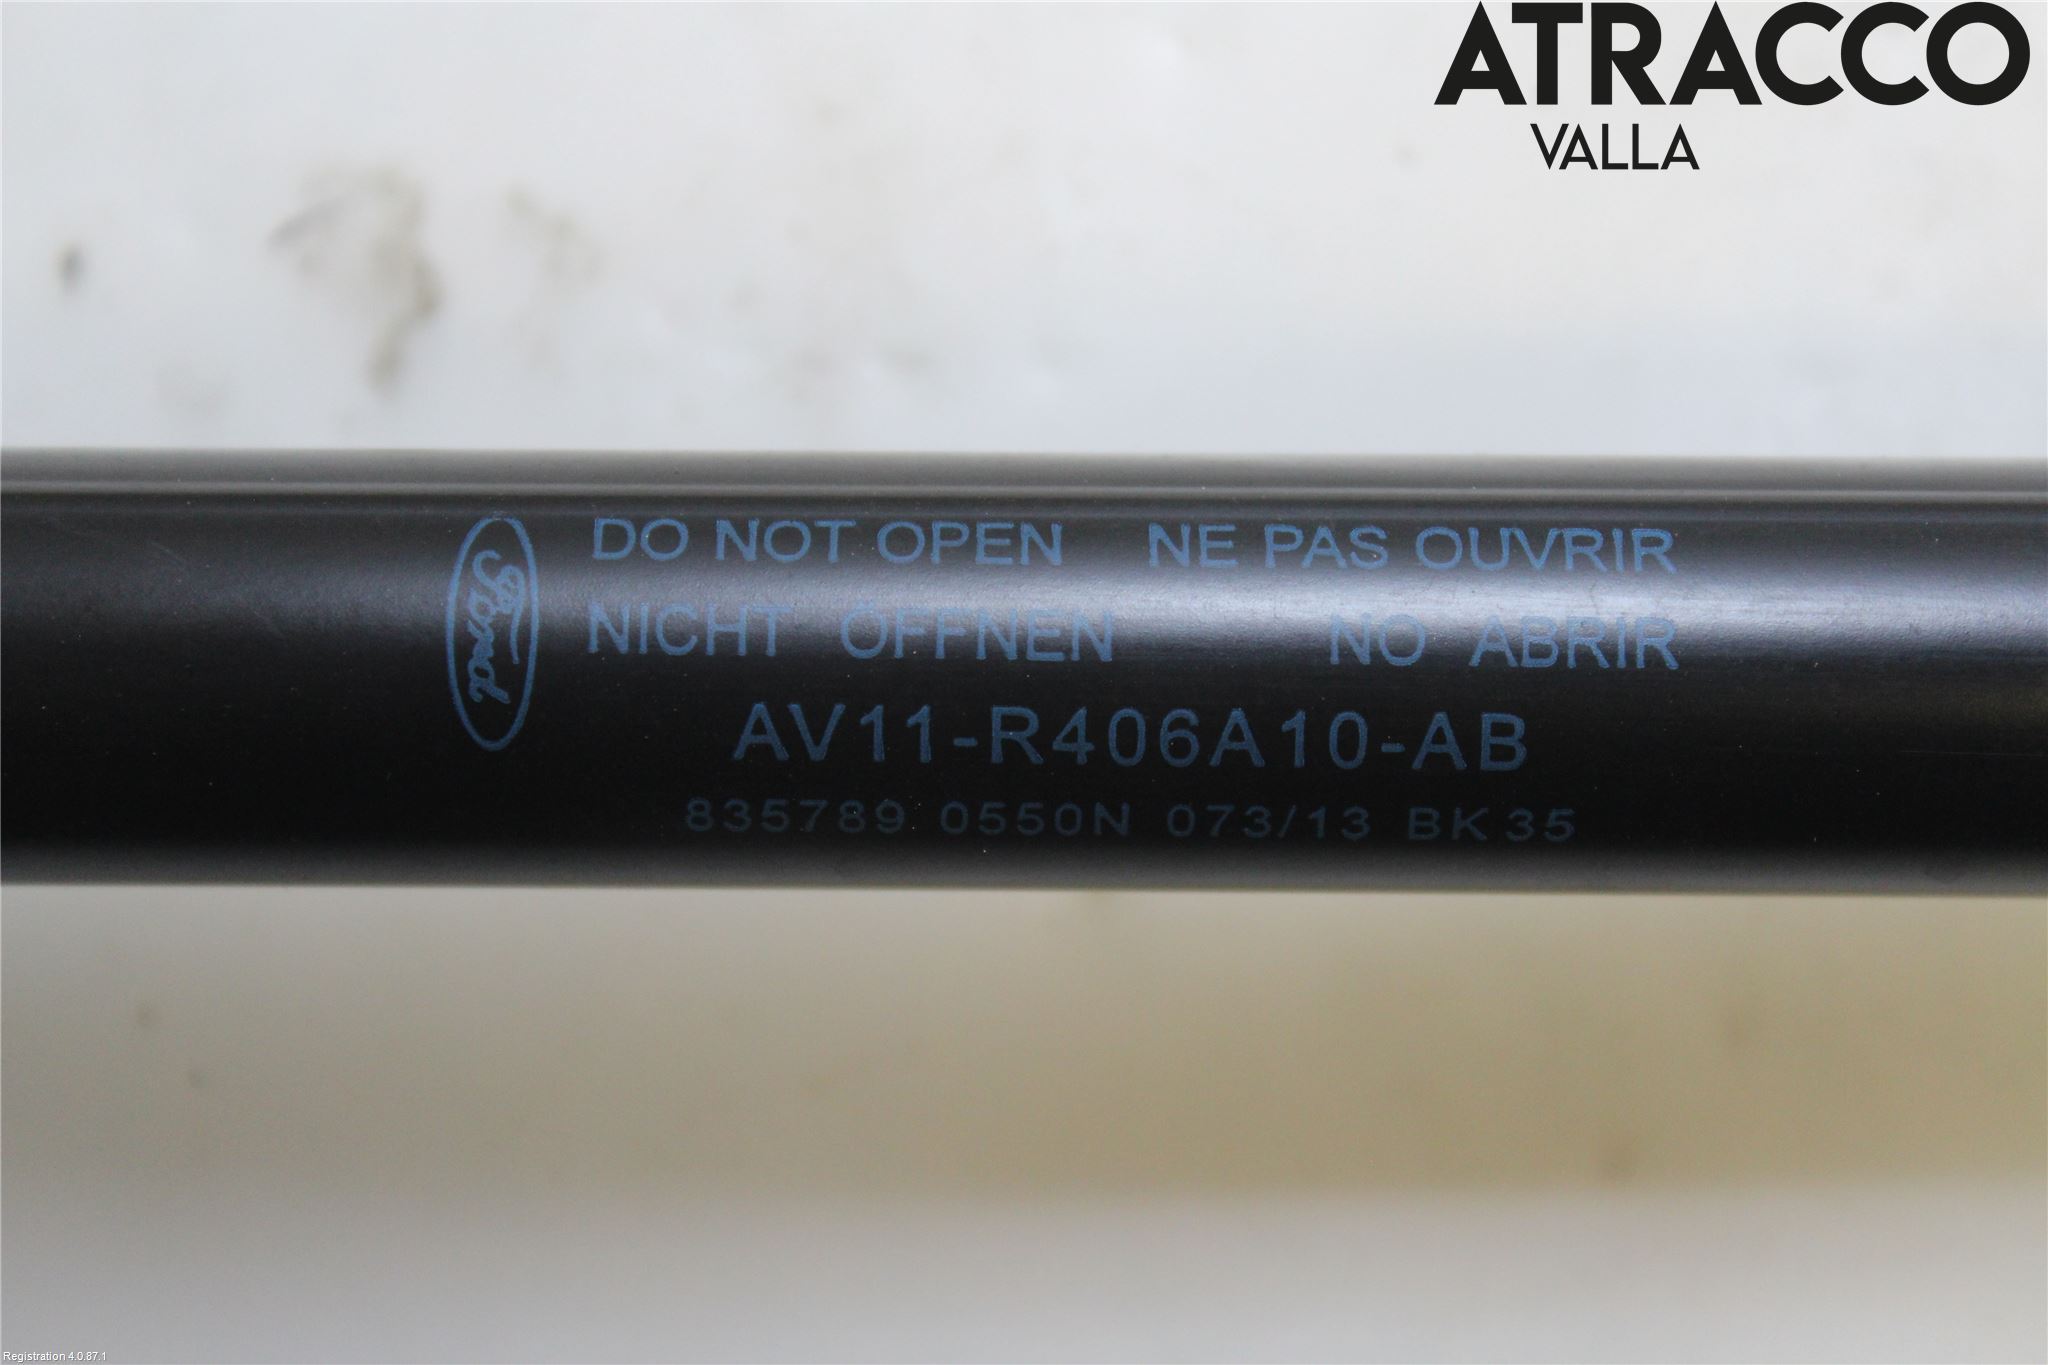 ATRACCO
VALLA
Ford
DO NOT OPEN NE PAS OUVRIR
NICHT ÖFFNEN NO ABRIR
AV11-R406A10-AB
835789 0550N 073/13 BK35
Registration 4.0.87.1